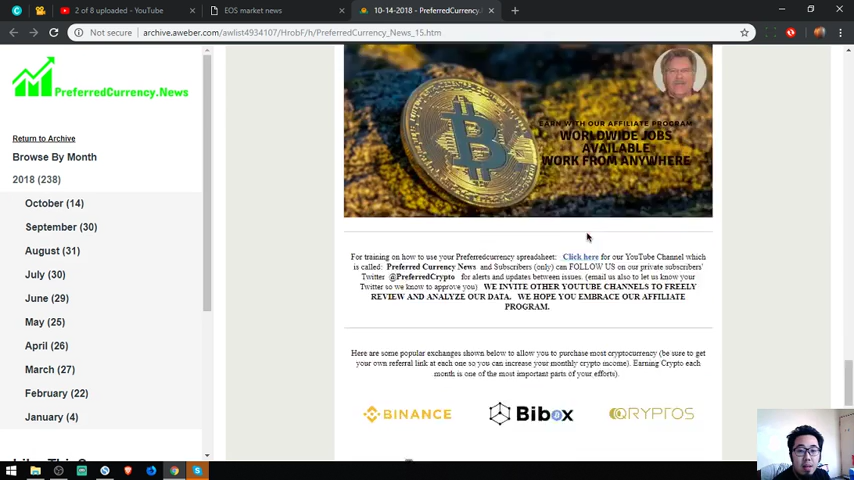 2 of 8 uploaded - YouTube
EOS market news
10-14-2018 - PreferredCurrency.
Not secure
archive.aweber.com/awlist4934107/HrobF/h/PreferredCurrency_News_15.htm
PreferredCurrency.News
Return to Archive
Browse By Month
2018 (238)
October (14)
September (30)
August (31)
July (30)
June (29)
May (25)
April (26)
March (27)
February (22)
January (4)
EARN WITH OUR AFFILIATE PROGRAM
WORLDWIDE JOBS
AVAILABLE
WORK FROM ANYWHERE
For training on how to use your Preferredcurrency spreadsheet: Click here for our YouTube Channel which
is called: Preferred Currency News and Subscribers (only) can FOLLOW US on our private subscribers'
Twitter @PreferredCrypto for alerts and updates between issues. (email us also to let us know your
Twitter so we know to approve you) WE INVITE OTHER YOUTUBE CHANNELS TO FREELY
REVIEW AND ANALYZE OUR DATA. WE HOPE YOU EMBRACE OUR AFFILIATE
PROGRAM.
Here are some popular exchanges shown below to allow you to purchase most cryptocurrency (be sure to get
your own referral link at each one so you can increase your monthly crypto income). Earning Crypto each
month is one of the most important parts of your efforts).
BINANCE
Bibox
QRYPTOS